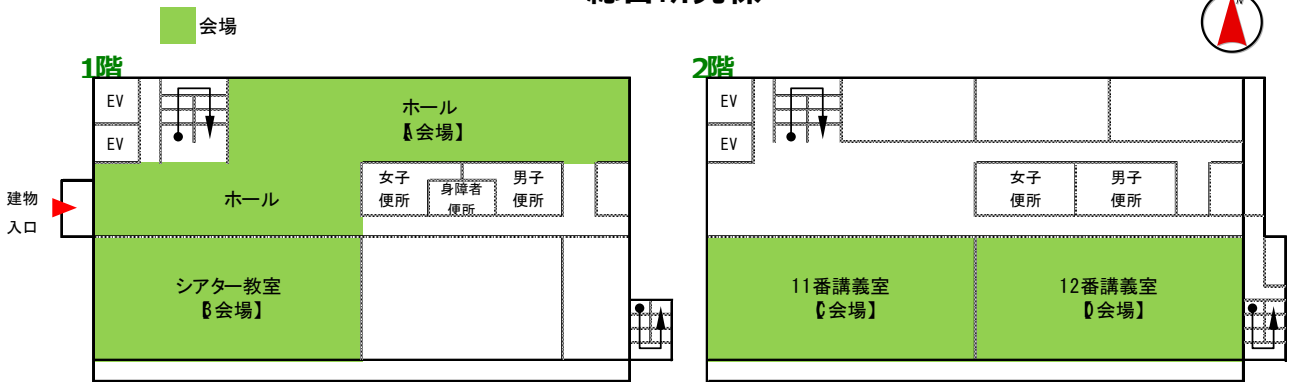 会場
N
1階
EV
EV
ホール
【A会場】
女子
便所
身障者
便所
男子
便所
建物
入口
ホール
シアター教室
【B会場】
2階
EV
EV
女子
便所
男子
便所
11番講義室
【C会場】
12番講義室
【D会場】